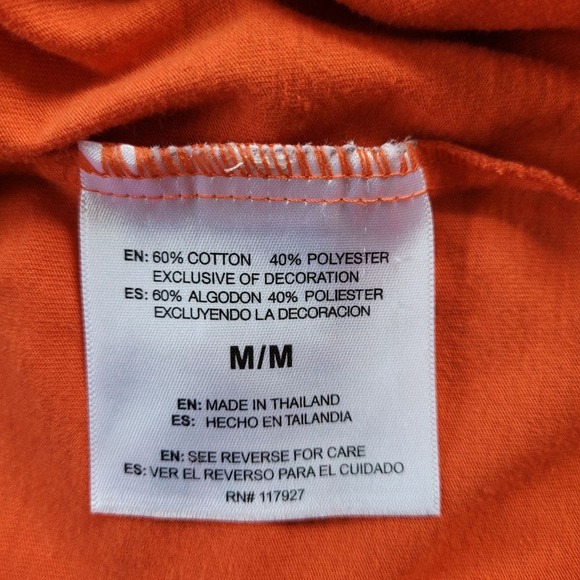 EN: 60% COTTON 40% POLYESTER
EXCLUSIVE OF DECORATION
ES: 60% ALGODON 40% POLIESTER
EXCLUYENDO LA DECORACION
M/M
EN: MADE IN THAILAND
ES: HECHO EN TAILANDIA
EN: SEE REVERSE FOR CARE
ES: VER EL REVERSO PARA EL CUIDADO
RN# 117927